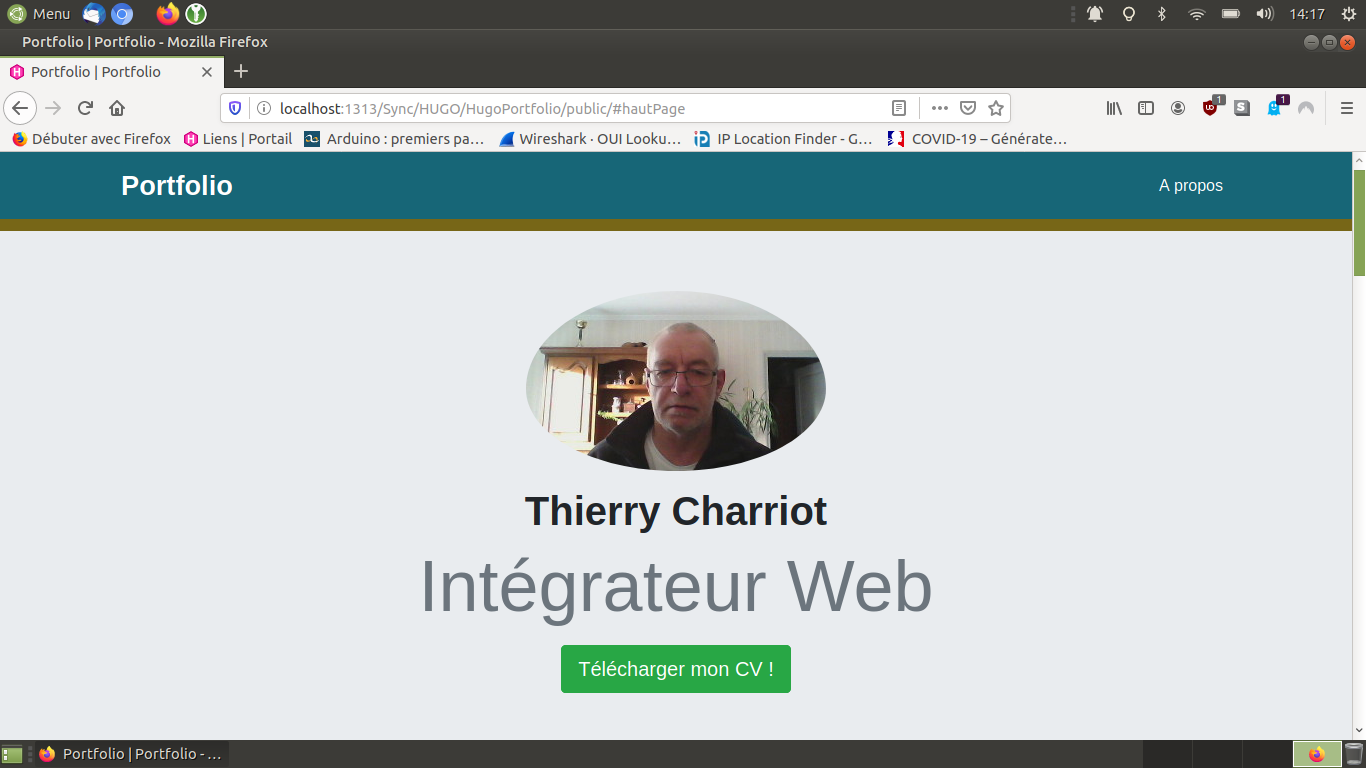 Menu
14:17
Portfolio | Portfolio - Mozilla Firefox
Portfolio | Portfolio
localhost:1313/Sync/HUGO/HugoPortfolio/public/#hautPage
1
S
1
Débuter avec Firefox
Liens | Portail
Arduino : premiers pa…
Wireshark · OUI Looku…
IP Location Finder - G…
COVID-19 – Générate…
Portfolio
A propos
Thierry Charriot
Intégrateur Web
Télécharger mon CV !
Portfolio | Portfolio - …